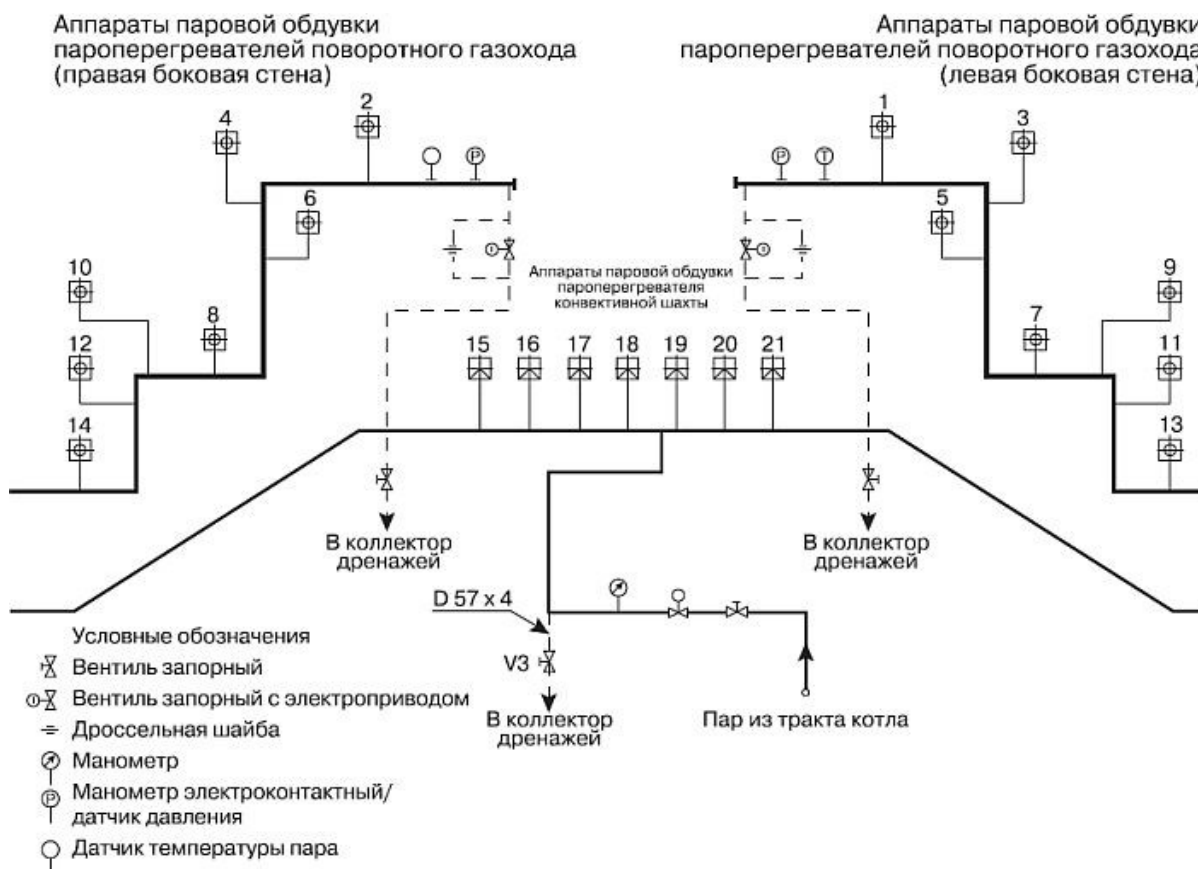 Аппараты паровой обдувки
пароперегревателей поворотного газохода
(правая боковая стена)
Аппараты паровой обдувки
пароперегревателей поворотного газохода
(левая боковая стена)
2
1
4
3
P
P
T
6
5
Аппараты паровой обдувки
пароперегревателя
конвективной шахты
10
9
8
7
12
15
16
17
18
19
20
21
11
14
13
В коллектор
дренажей
В коллектор
дренажей
D 57 x 4
Условные обозначения
Вентиль запорный
V3
Вентиль запорный с электроприводом
В коллектор
дренажей
Пар из тракта котла
Дроссельная шайба
Манометр
P
Манометр электроконтактный/
датчик давления
Датчик температуры пара